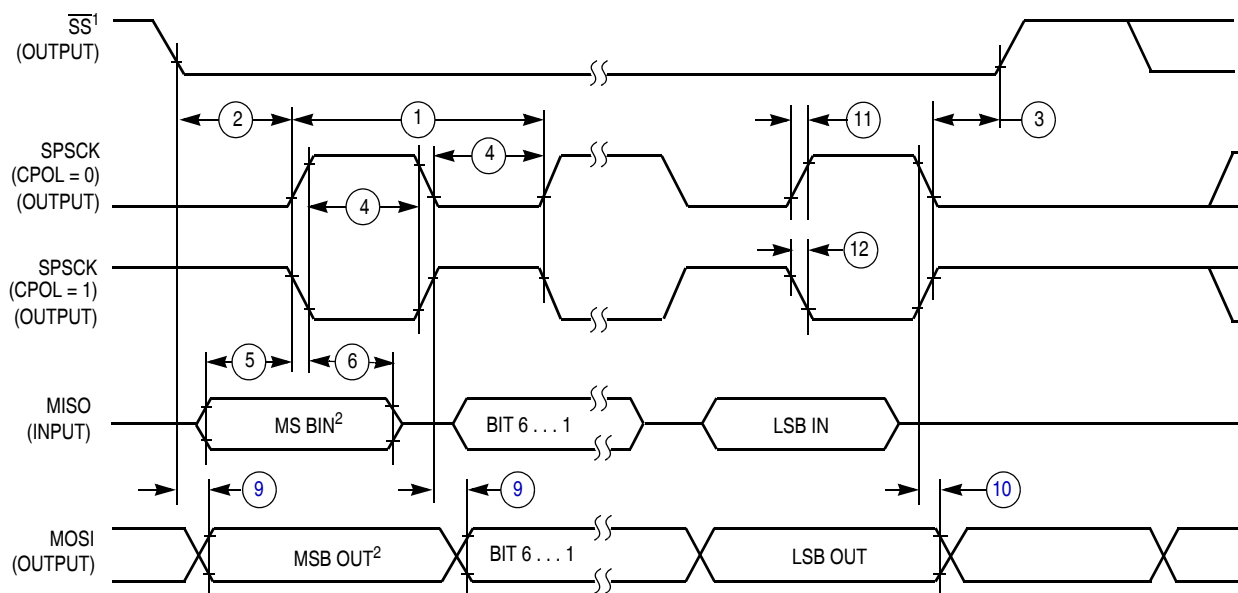 SS¹
(OUTPUT)
2
1
11
3
SPSCK
(CPOL = 0)
(OUTPUT)
4
4
SPSCK
(CPOL = 1)
(OUTPUT)
12
5
6
MISO
(INPUT)
MS BIN²
BIT 6 . . . 1
LSB IN
9
9
10
MOSI
(OUTPUT)
MSB OUT²
BIT 6 . . . 1
LSB OUT